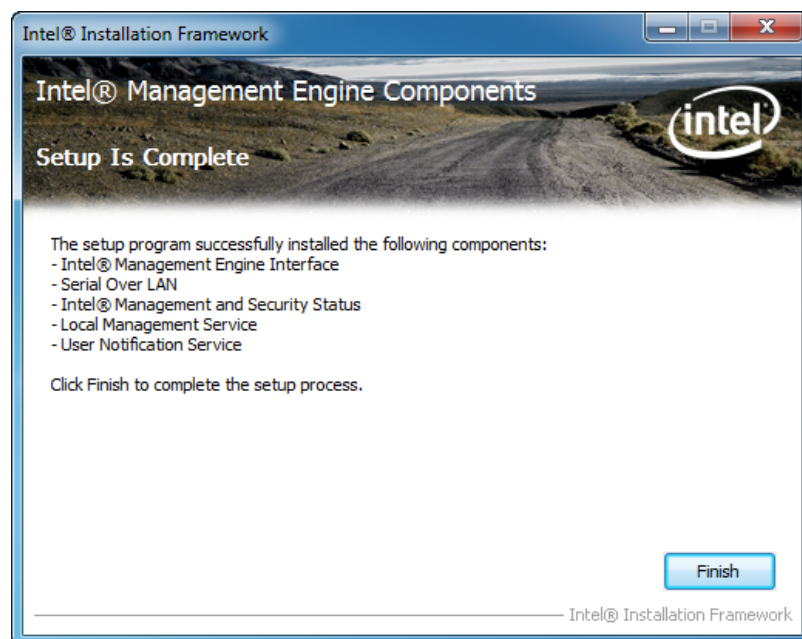 Intel® Installation Framework
Intel® Management Engine Components
intel
Setup Is Complete
The setup program successfully installed the following components:
- Intel® Management Engine Interface
- Serial Over LAN
- Intel® Management and Security Status
- Local Management Service
- User Notification Service
Click Finish to complete the setup process.
Finish
Intel® Installation Framework